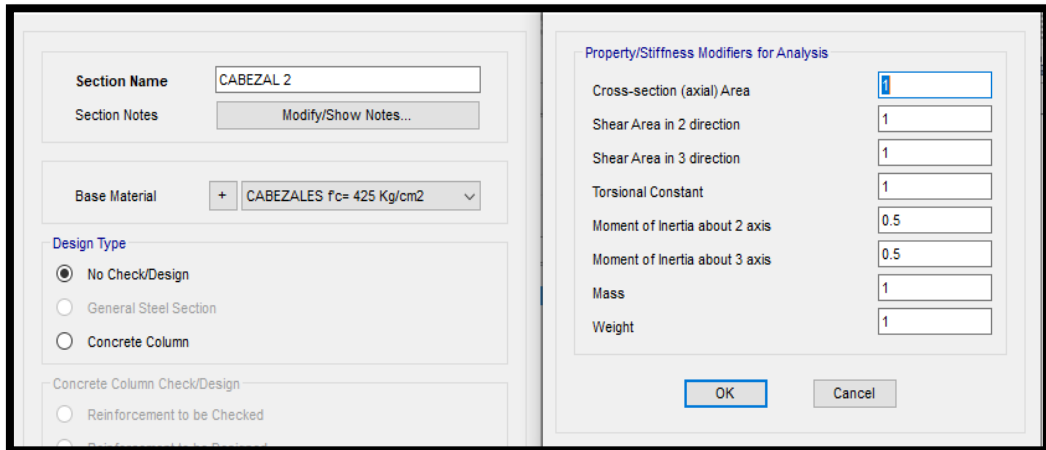 Section Name CABEZAL 2
Section Notes Modify/Show Notes...
Base Material + CABEZALES f'c= 425 Kg/cm2
Design Type
No Check/Design
General Steel Section
Concrete Column
Concrete Column Check/Design
Reinforcement to be Checked
Reinforcement to be Designed
Property/Stiffness Modifiers for Analysis
Cross-section (axial) Area 1
Shear Area in 2 direction 1
Shear Area in 3 direction 1
Torsional Constant 1
Moment of Inertia about 2 axis 0.5
Moment of Inertia about 3 axis 0.5
Mass 1
Weight 1
OK Cancel